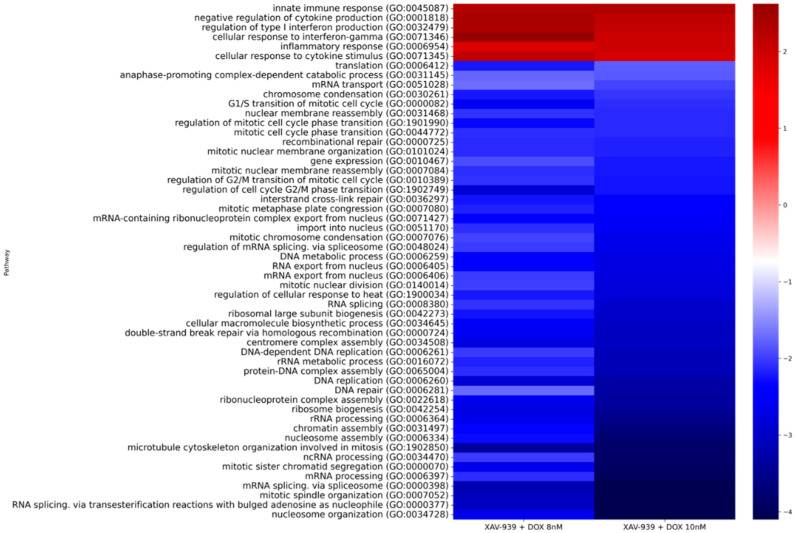 innate immune response (GO:0045087)
negative regulation of cytokine production (GO:0001818)
regulation of type I interferon production (GO:0032479)
cellular response to interferon-gamma (GO:0071346)
inflammatory response (GO:0006954)
cellular response to cytokine stimulus (GO:0071345)
translation (GO:0006412)
anaphase-promoting complex-dependent catabolic process (GO:0031145)
mRNA transport (GO:0051028)
chromosome condensation (GO:0030261)
G1/S transition of mitotic cell cycle (GO:0000082)
nuclear membrane reassembly (GO:0031468)
regulation of mitotic cell cycle phase transition (GO:1901990)
mitotic cell cycle phase transition (GO:0044772)
recombinational repair (GO:0000725)
mitotic nuclear membrane organization (GO:0101024)
gene expression (GO:0010467)
mitotic nuclear membrane reassembly (GO:0007084)
regulation of G2/M transition of mitotic cell cycle (GO:0010389)
regulation of cell cycle G2/M phase transition (GO:1902749)
interstrand cross-link repair (GO:0036297)
mitotic metaphase plate congression (GO:0007080)
mRNA-containing ribonucleoprotein complex export from nucleus (GO:0071427)
import into nucleus (GO:0051170)
mitotic chromosome condensation (GO:0007076)
regulation of mRNA splicing. via spliceosome (GO:0048024)
DNA metabolic process (GO:0006259)
RNA export from nucleus (GO:0006405)
mRNA export from nucleus (GO:0006406)
mitotic nuclear division (GO:0140014)
regulation of cellular response to heat (GO:1900034)
RNA splicing (GO:0008380)
ribosomal large subunit biogenesis (GO:0042273)
cellular macromolecule biosynthetic process (GO:0034645)
double-strand break repair via homologous recombination (GO:0000724)
centromere complex assembly (GO:0034508)
DNA-dependent DNA replication (GO:0006261)
rRNA metabolic process (GO:0016072)
protein-DNA complex assembly (GO:0065004)
DNA replication (GO:0006260)
DNA repair (GO:0006281)
ribonucleoprotein complex assembly (GO:0022618)
ribosome biogenesis (GO:0042254)
rRNA processing (GO:0006364)
chromatin assembly (GO:0031497)
nucleosome assembly (GO:0006334)
microtubule cytoskeleton organization involved in mitosis (GO:1902850)
ncRNA processing (GO:0034470)
mitotic sister chromatid segregation (GO:0000070)
mRNA processing (GO:0006397)
mRNA splicing. via spliceosome (GO:0000398)
mitotic spindle organization (GO:0007052)
RNA splicing. via transesterification reactions with bulged adenosine as nucleophile (GO:0000377)
nucleosome organization (GO:0034728)
Pathway
XAV-939 + DOX 8nM
XAV-939 + DOX 10nM
2
1
0
−1
−2
−3
−4